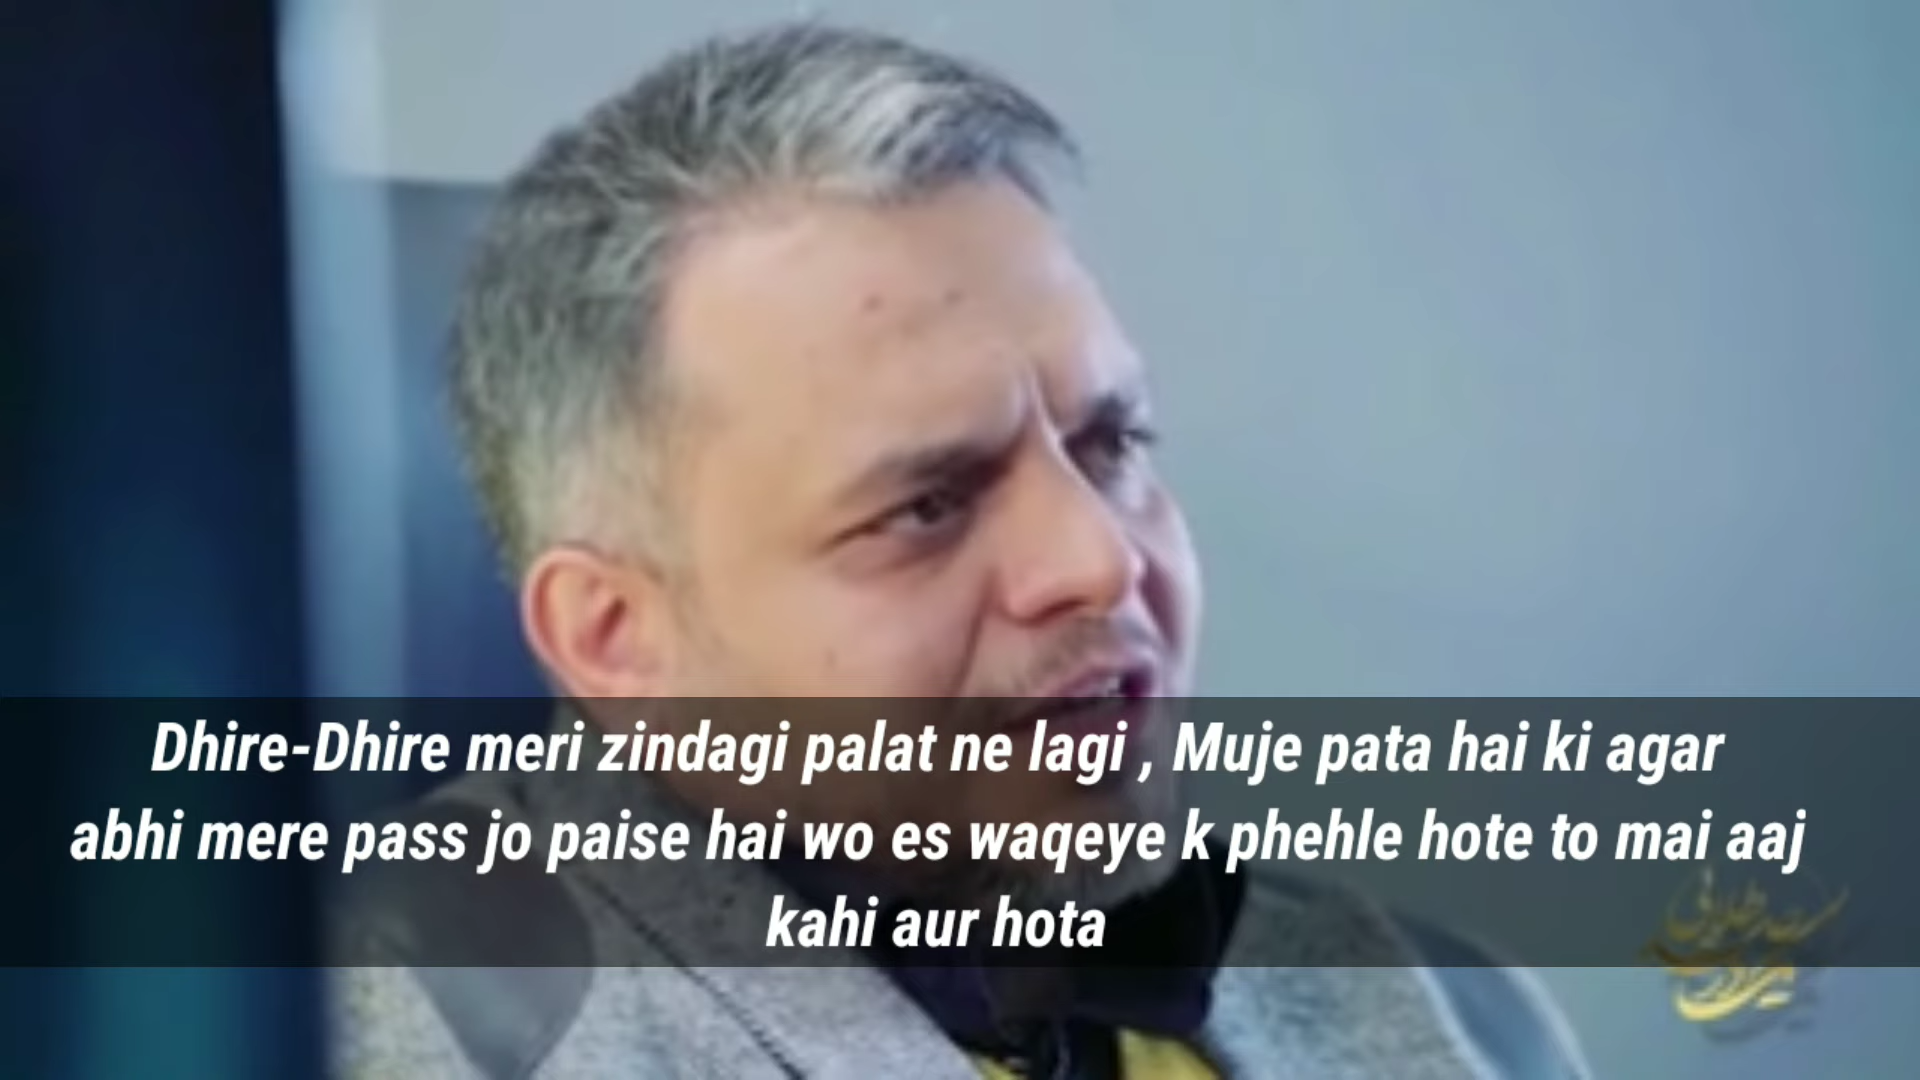 Dhire-Dhire meri zindagi palat ne lagi , Muje pata hai ki agar
abhi mere pass jo paise hai wo es waqeye k phehle hote to mai aaj
kahi aur hota